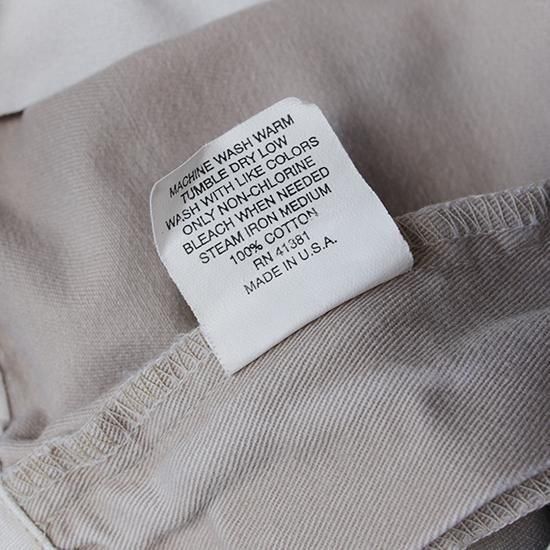 MACHINE WASH WARM
TUMBLE DRY LOW
WASH WITH LIKE COLORS
ONLY NON-CHLORINE
BLEACH WHEN NEEDED
STEAM IRON MEDIUM
100% COTTON
RN 41381
MADE IN U.S.A.